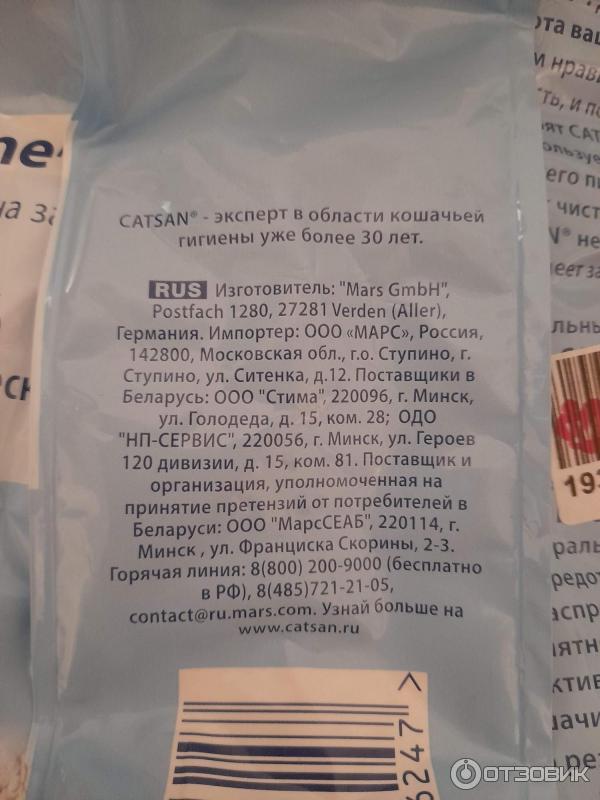 CATSAN® - эксперт в области кошачьей
гигиены уже более 30 лет.
RUS Изготовитель: "Mars GmbH",
Postfach 1280, 27281 Verden (Aller),
Германия. Импортер: ООО «МАРС», Россия,
142800, Московская обл., г.о. Ступино, г.
Ступино, ул. Ситенка, д.12. Поставщики в
Беларусь: ООО "Стима", 220096, г. Минск,
ул. Голодеда, д. 15, ком. 28; ОДО
"НП-СЕРВИС", 220056, г. Минск, ул. Героев
120 дивизии, д. 15, ком. 81. Поставщик и
организация, уполномоченная на
принятие претензий от потребителей в
Беларуси: ООО "МарсСЕАБ", 220114, г.
Минск , ул. Франциска Скорины, 2-3.
Горячая линия: 8(800) 200-9000 (бесплатно
в РФ), 8(485)721-21-05,
contact@ru.mars.com. Узнай больше на
www.catsan.ru
6247 >
193
ОТЗОВИК